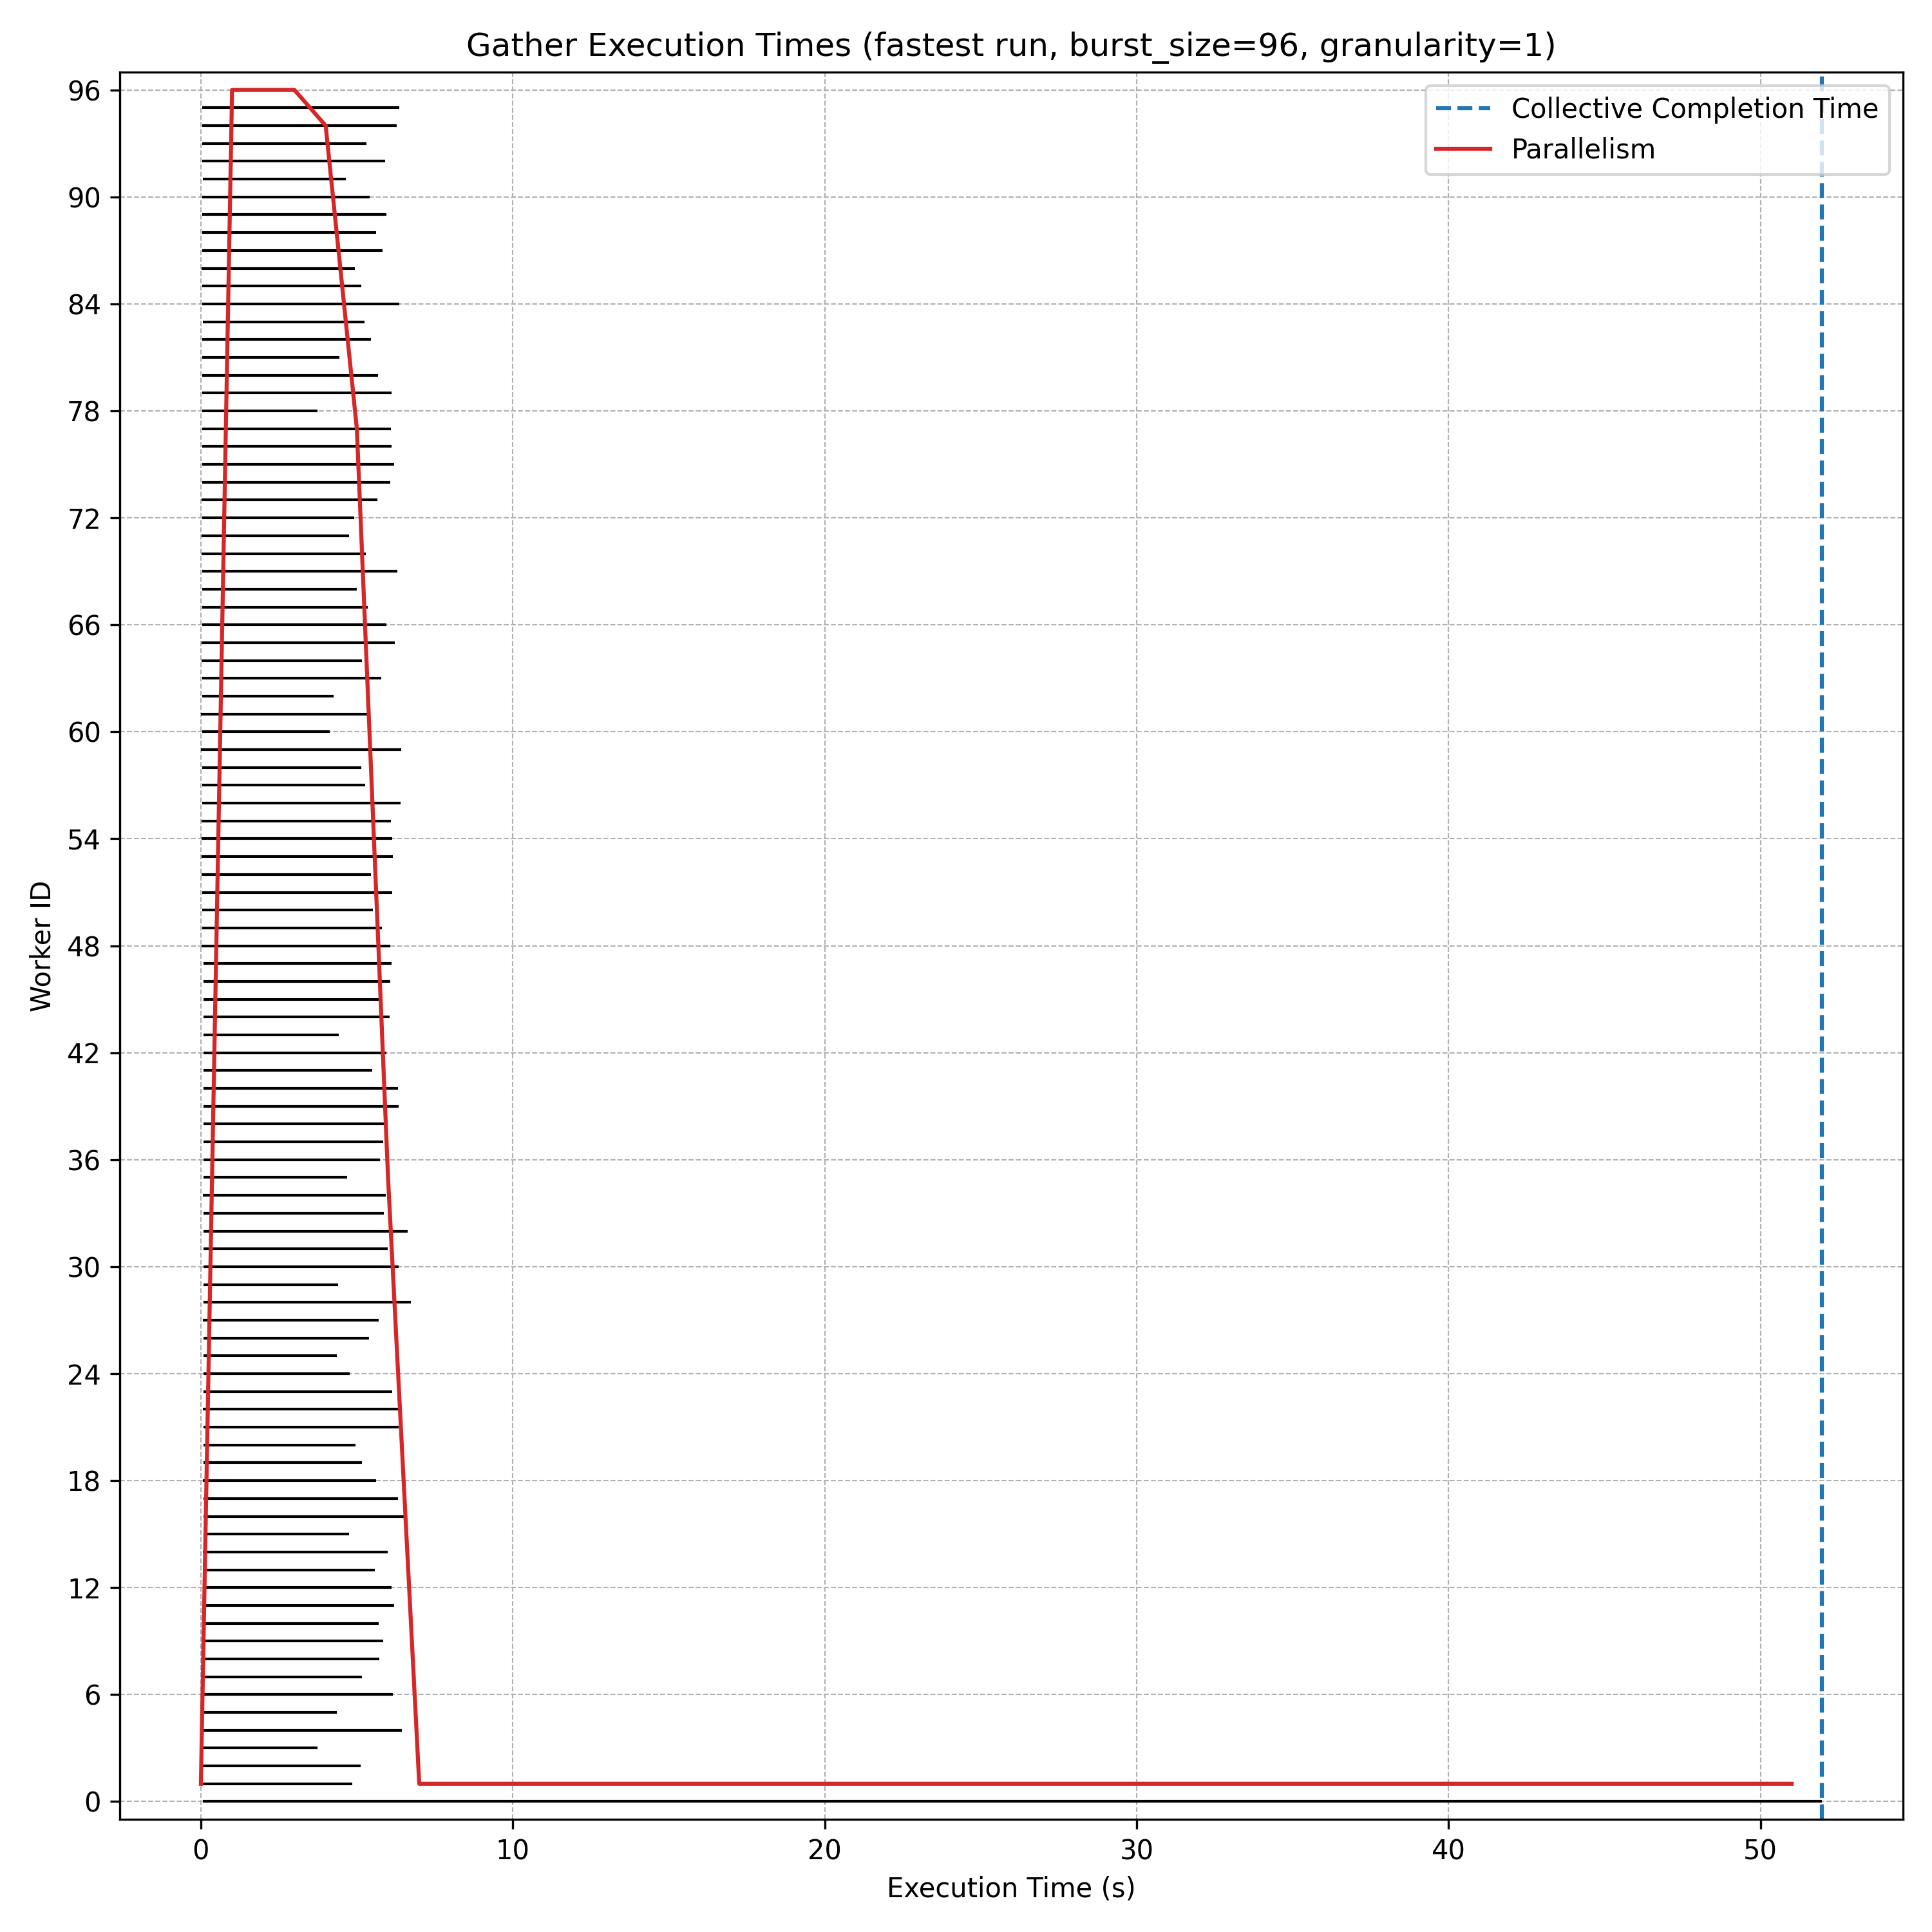 Gather Execution Times (fastest run, burst_size=96, granularity=1)
Collective Completion Time
Parallelism
Worker ID
96
90
84
78
72
66
60
54
48
42
36
30
24
18
12
6
0
0 10 20 30 40 50
Execution Time (s)